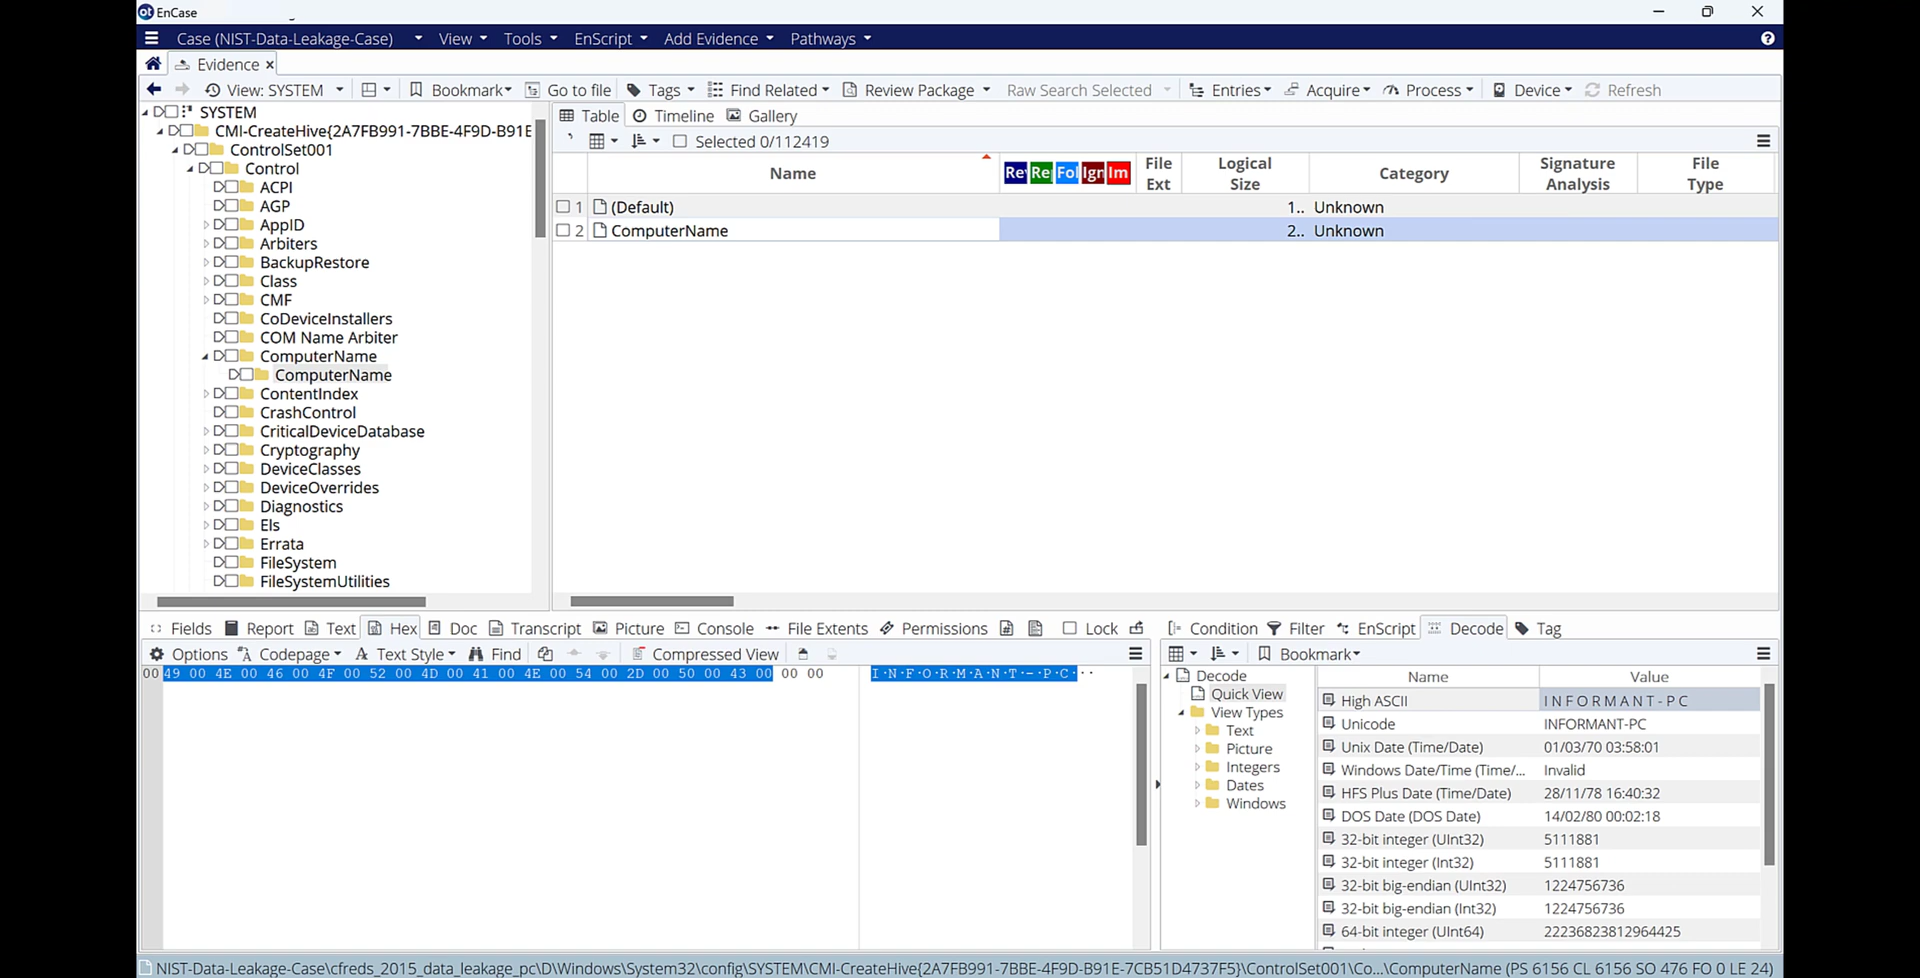 ot EnCase
Case (NIST-Data-Leakage-Case) View Tools EnScript Add Evidence Pathways ?
Evidence ×
View: SYSTEM Bookmark Go to file Tags Find Related Review Package Raw Search Selected Entries Acquire Process Device Refresh
SYSTEM
CMI-CreateHive{2A7FB991-7BBE-4F9D-B91E
ControlSet001
Control
ACPI
AGP
AppID
Arbiters
BackupRestore
Class
CMF
CoDeviceInstallers
COM Name Arbiter
ComputerName
ComputerName
ContentIndex
CrashControl
CriticalDeviceDatabase
Cryptography
DeviceClasses
DeviceOverrides
Diagnostics
Els
Errata
FileSystem
FileSystemUtilities
Table Timeline Gallery
Selected 0/112419
Name Re Fol Ign Im File Ext Logical Size Category Signature Analysis File Type
1 (Default) 1.. Unknown
2 ComputerName 2.. Unknown
Fields Report Text Hex Doc Transcript Picture Console File Extents Permissions Lock
Options Codepage Text Style Find Compressed View
00 49 00 4E 00 46 00 4F 00 52 00 4D 00 41 00 4E 00 54 00 2D 00 50 00 43 00 00 00 I·N·F·O·R·M·A·N·T·-·P·C···
Condition Filter EnScript Decode Tag
Bookmark
Decode
Quick View
View Types
Text
Picture
Integers
Dates
Windows
Name Value
High ASCII I N F O R M A N T - P C
Unicode INFORMANT-PC
Unix Date (Time/Date) 01/03/70 03:58:01
Windows Date/Time (Time/... Invalid
HFS Plus Date (Time/Date) 28/11/78 16:40:32
DOS Date (DOS Date) 14/02/80 00:02:18
32-bit integer (UInt32) 5111881
32-bit integer (Int32) 5111881
32-bit big-endian (UInt32) 1224756736
32-bit big-endian (Int32) 1224756736
64-bit integer (UInt64) 22236823812964425
NIST-Data-Leakage-Case\cfreds_2015_data_leakage_pc\D\Windows\System32\config\SYSTEM\CMI-CreateHive{2A7FB991-7BBE-4F9D-B91E-7CB51D4737F5}\ControlSet001\Co...\ComputerName (PS 6156 CL 6156 SO 476 FO 0 LE 24)